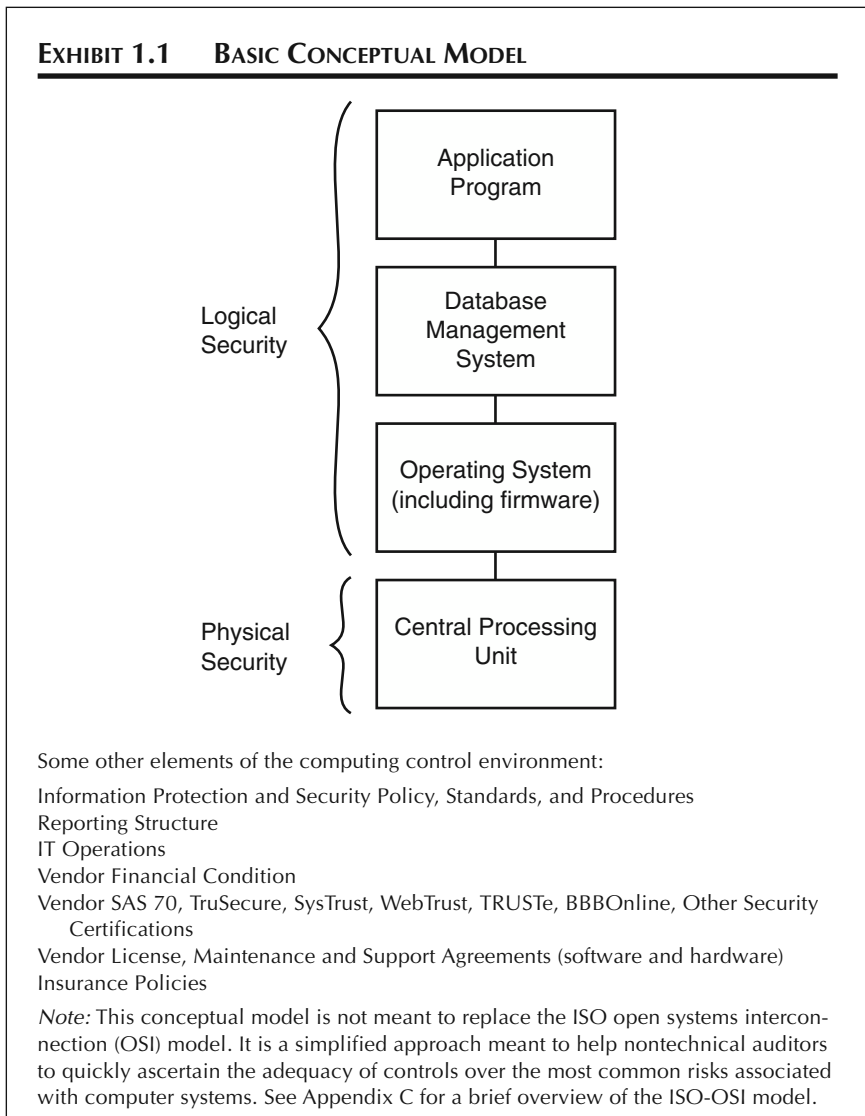 EXHIBIT 1.1 BASIC CONCEPTUAL MODEL
Application
Program
Database
Management
System
Logical
Security
Operating System
(including firmware)
Central Processing
Unit
Physical
Security
Some other elements of the computing control environment:
Information Protection and Security Policy, Standards, and Procedures
Reporting Structure
IT Operations
Vendor Financial Condition
Vendor SAS 70, TruSecure, SysTrust, WebTrust, TRUSTe, BBBOnline, Other Security
Certifications
Vendor License, Maintenance and Support Agreements (software and hardware)
Insurance Policies
Note: This conceptual model is not meant to replace the ISO open systems intercon-
nection (OSI) model. It is a simplified approach meant to help nontechnical auditors
to quickly ascertain the adequacy of controls over the most common risks associated
with computer systems. See Appendix C for a brief overview of the ISO-OSI model.